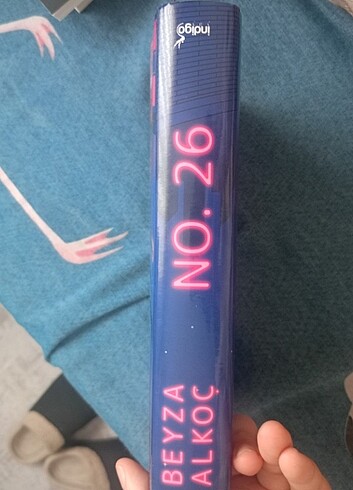 indigo
NO. 26
BEYZA
ALKOÇ